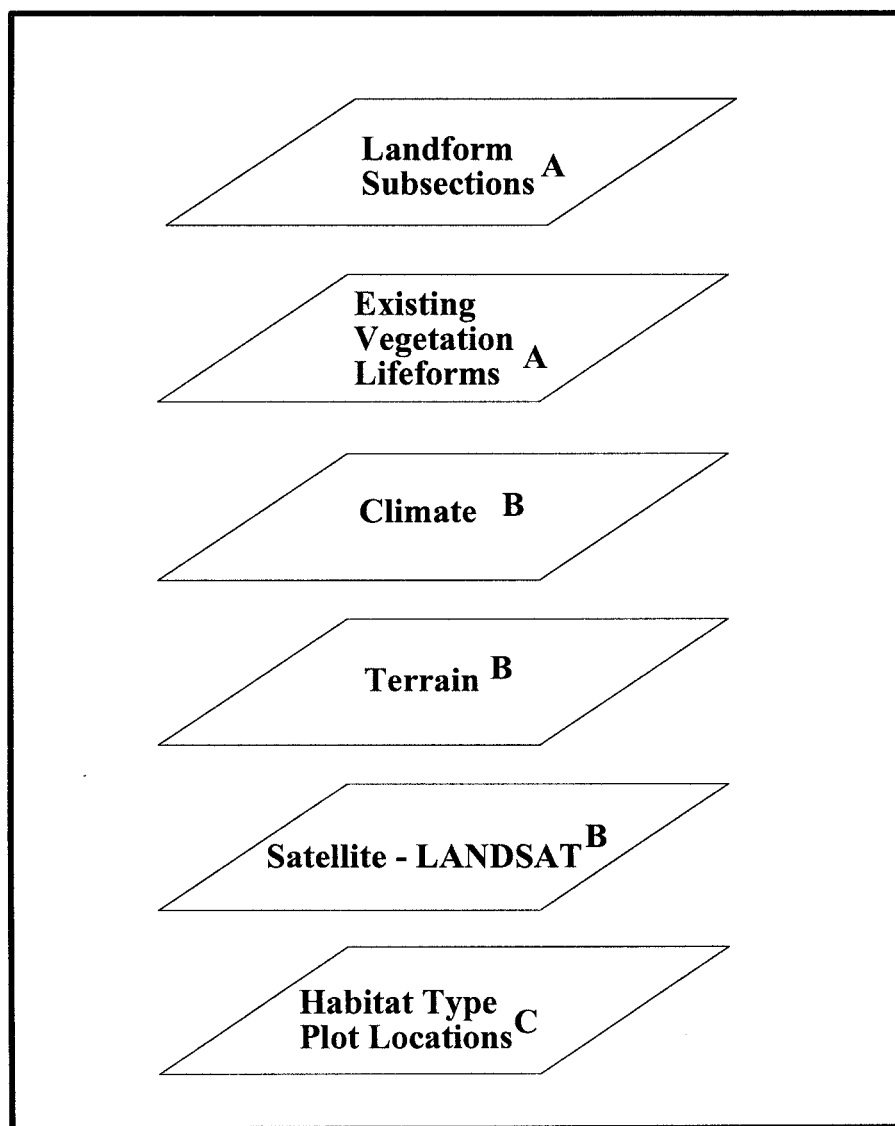 Landform
Subsections A
Existing
Vegetation
Lifeforms A
Climate B
Terrain B
Satellite - LANDSAT B
Habitat Type
Plot Locations C